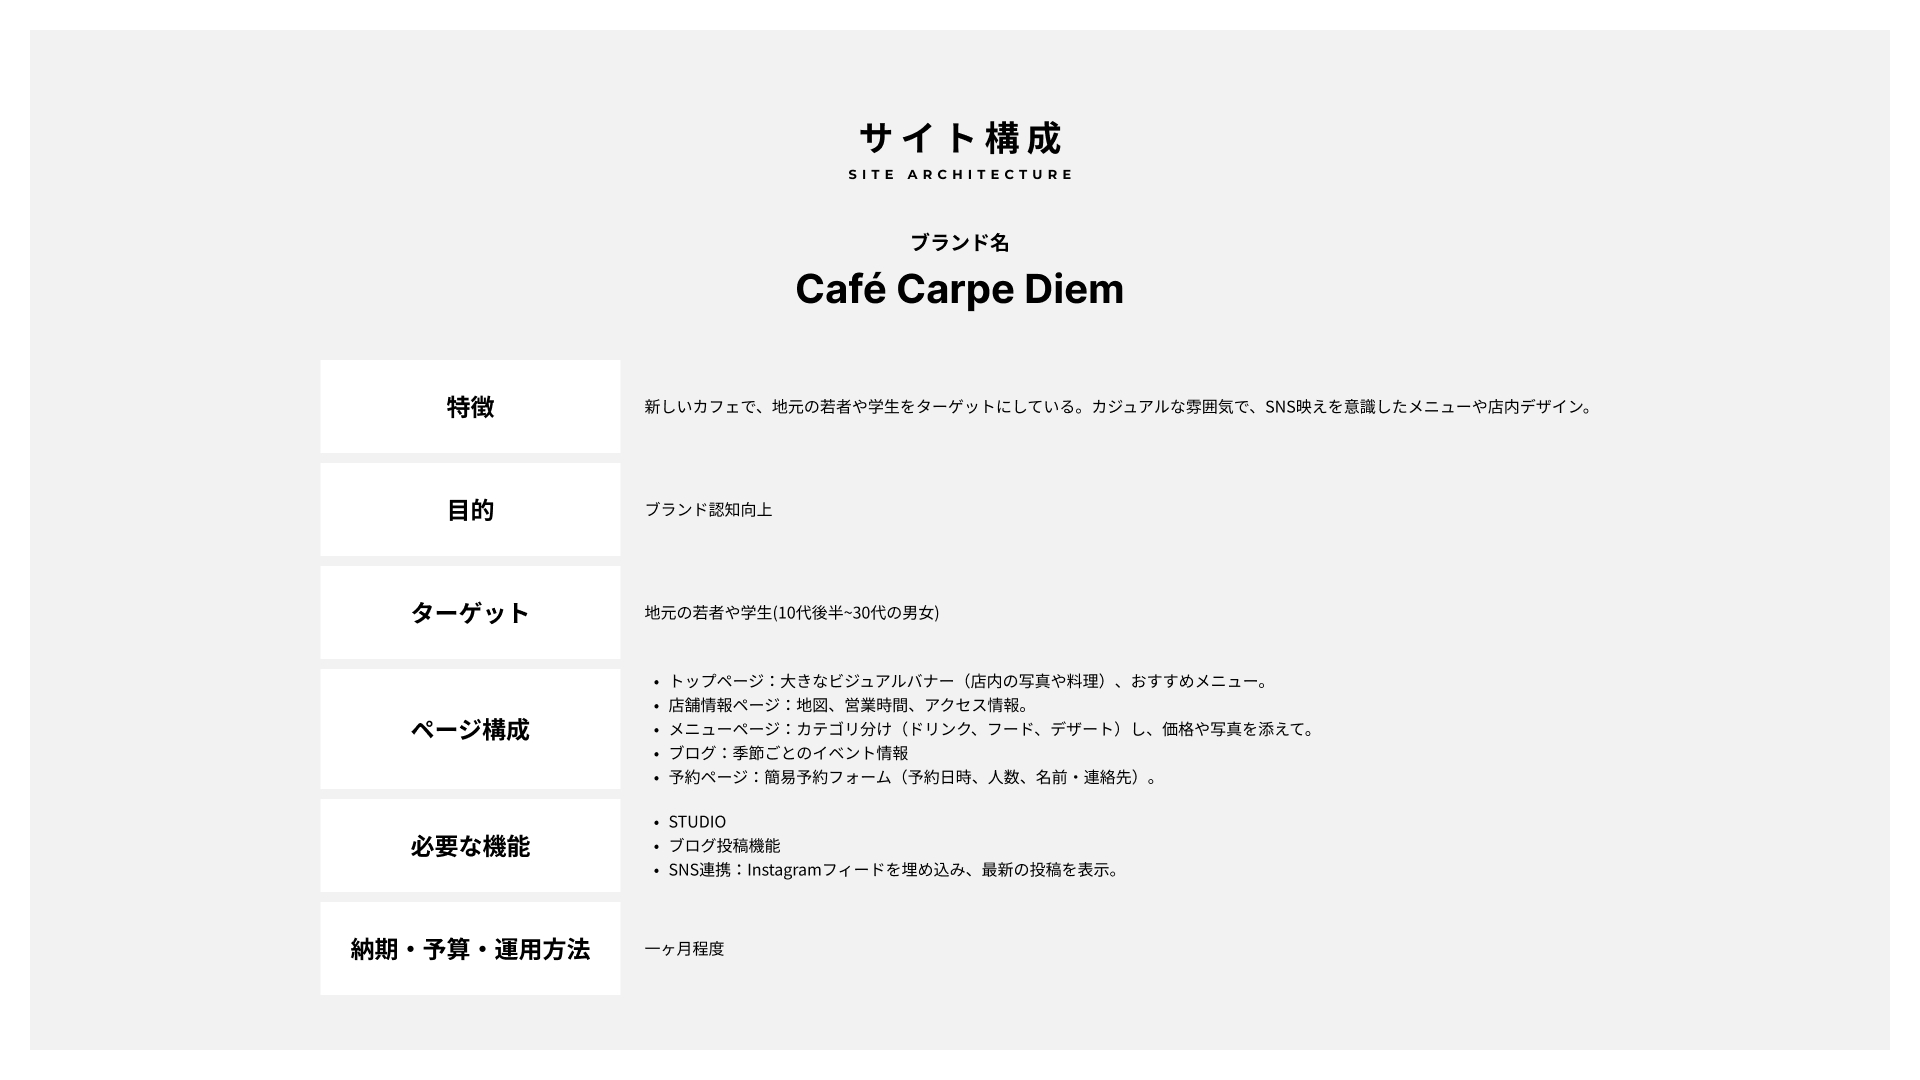 サイト構成
SITE ARCHITECTURE
ブランド名
Café Carpe Diem
特徴
新しいカフェで、地元の若者や学生をターゲットにしている。カジュアルな雰囲気で、SNS映えを意識したメニューや店内デザイン。
目的
ブランド認知向上
ターゲット
地元の若者や学生(10代後半~30代の男女)
ページ構成
• トップページ：大きなビジュアルバナー（店内の写真や料理）、おすすめメニュー。
• 店舗情報ページ：地図、営業時間、アクセス情報。
• メニューページ：カテゴリ分け（ドリンク、フード、デザート）し、価格や写真を添えて。
• ブログ：季節ごとのイベント情報
• 予約ページ：簡易予約フォーム（予約日時、人数、名前・連絡先）。
必要な機能
• STUDIO
• ブログ投稿機能
• SNS連携：Instagramフィードを埋め込み、最新の投稿を表示。
納期・予算・運用方法
一ヶ月程度